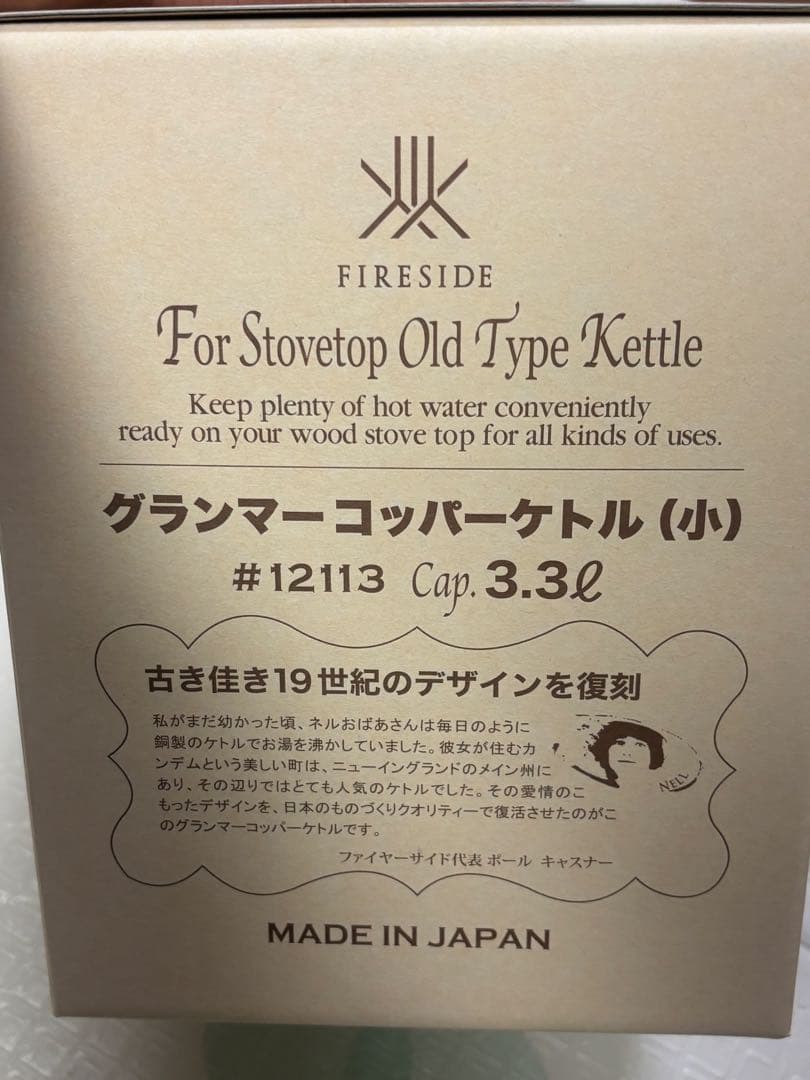 FIRESIDE
For Stovetop Old Type Kettle
Keep plenty of hot water conveniently
ready on your wood stove top for all kinds of uses.
グランマーコッパーケトル(小)
#12113 Cap. 3.3ℓ
古き佳き19世紀のデザインを復刻
私がまだ幼かった頃、ネルおばあさんは毎日のように
銅製のケトルでお湯を沸かしていました。彼女が住むカ
ンデムという美しい町は、ニューイングランドのメイン州に
あり、その辺りではとても人気のケトルでした。その愛情のこ
もったデザインを、日本のものづくりクオリティーで復活させたのがこ
のグランマーコッパーケトルです。
NELL
ファイヤーサイド代表 ポール キャスナー
MADE IN JAPAN